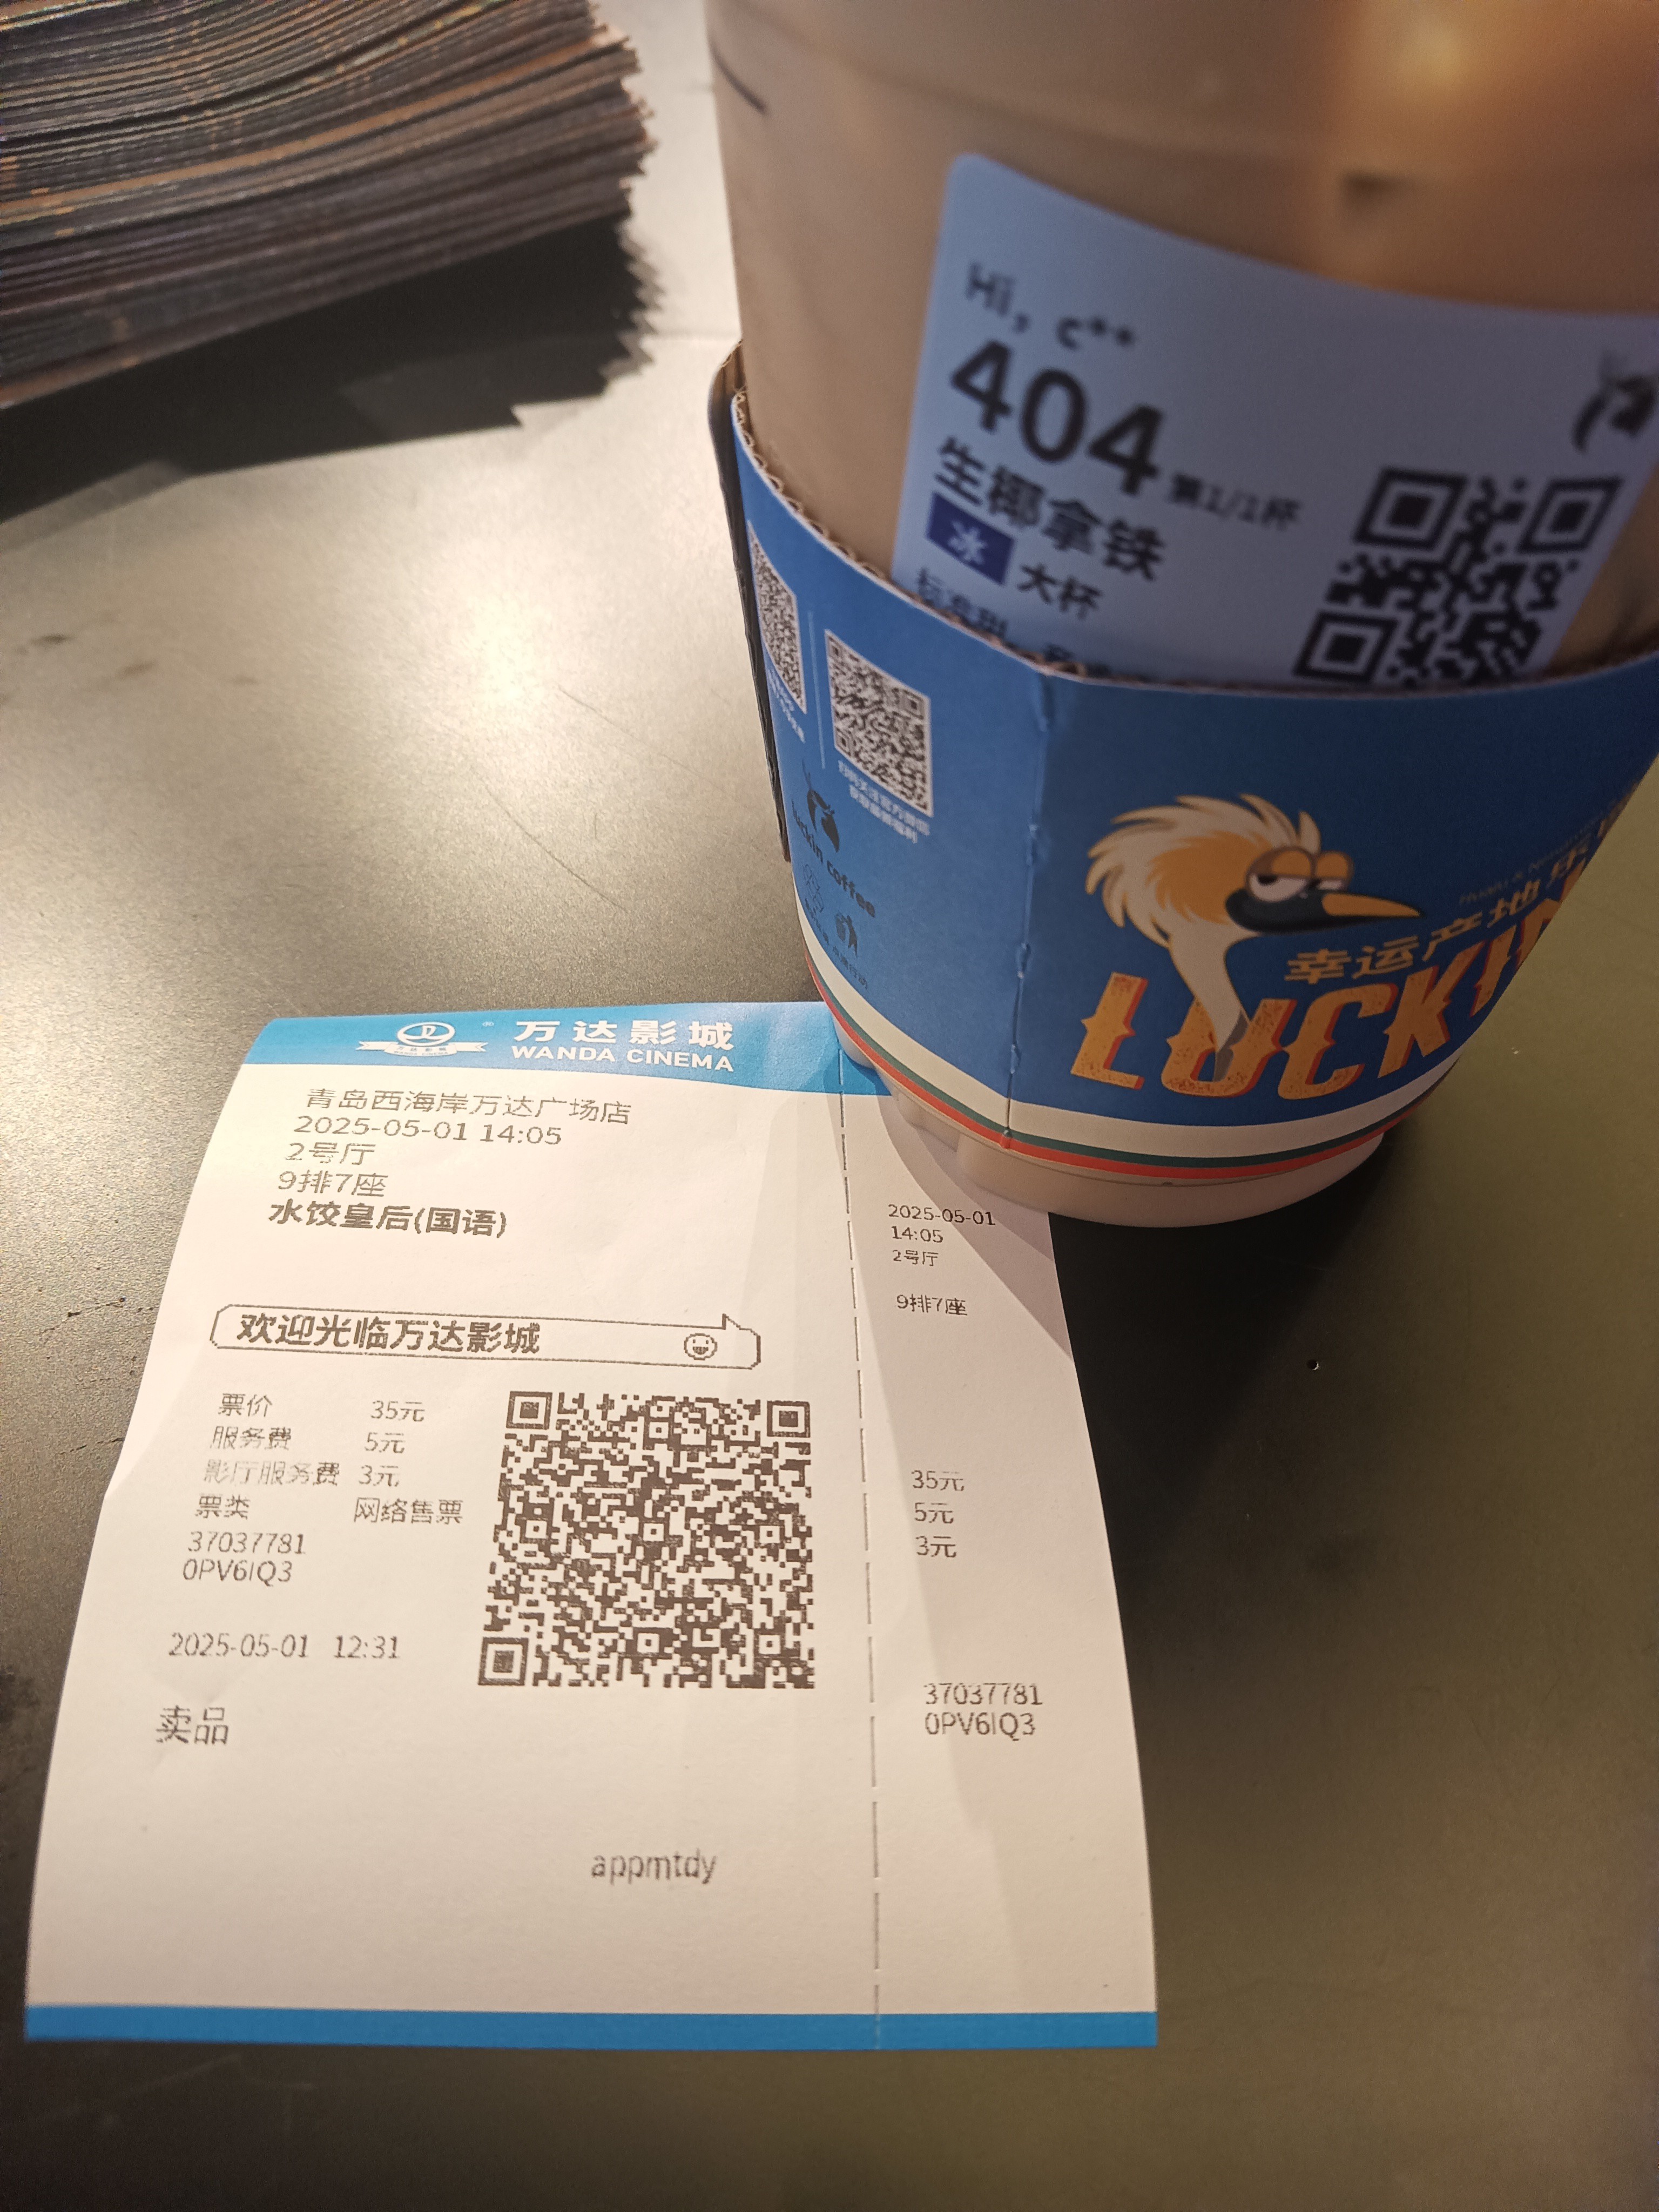 Hi, c**
404 第1/1杯
生椰拿铁
冰 大杯
标准甜
luckin coffee
幸运产地
LUCKIN
万达影城
WANDA CINEMA
青岛西海岸万达广场店
2025-05-01 14:05
2号厅
9排7座
水饺皇后(国语)
欢迎光临万达影城
票价 35元
服务费 5元
影厅服务费 3元
票类 网络售票
37037781
0PV6IQ3
2025-05-01 12:31
卖品
appmtdy
2025-05-01
14:05
2号厅
9排7座
35元
5元
3元
37037781
0PV6IQ3